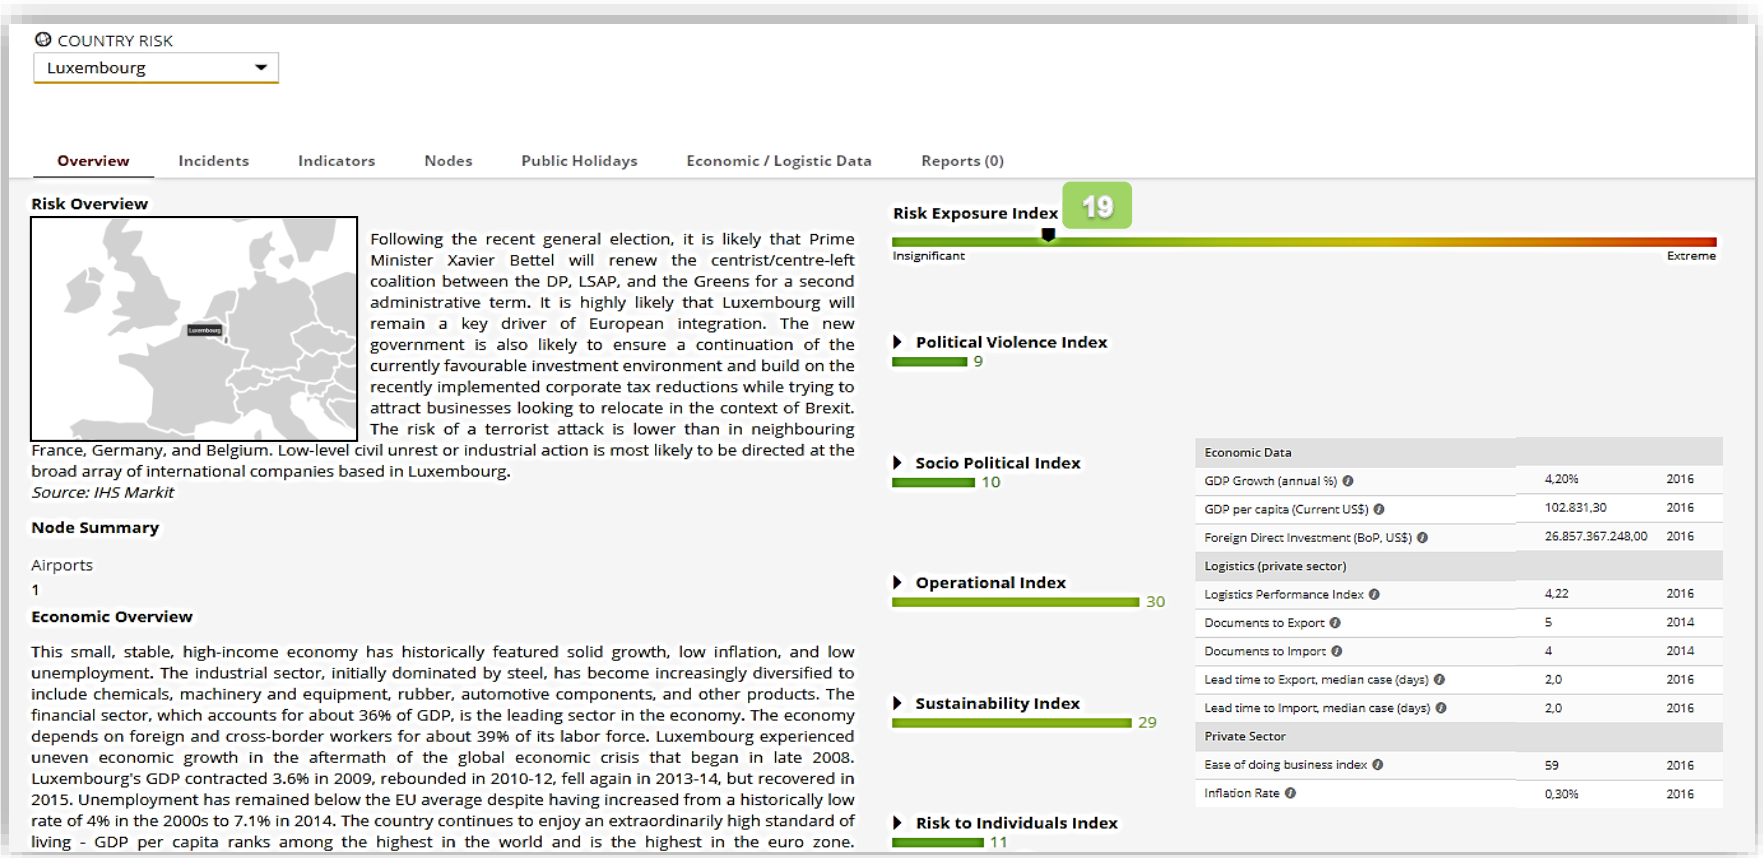 COUNTRY RISK
Luxembourg
Overview Incidents Indicators Nodes Public Holidays Economic / Logistic Data Reports (0)
Risk Overview
Luxembourg
Following the recent general election, it is likely that Prime
Minister Xavier Bettel will renew the centrist/centre-left
coalition between the DP, LSAP, and the Greens for a second
administrative term. It is highly likely that Luxembourg will
remain a key driver of European integration. The new
government is also likely to ensure a continuation of the
currently favourable investment environment and build on the
recently implemented corporate tax reductions while trying to
attract businesses looking to relocate in the context of Brexit.
The risk of a terrorist attack is lower than in neighbouring
France, Germany, and Belgium. Low-level civil unrest or industrial action is most likely to be directed at the
broad array of international companies based in Luxembourg.
Source: IHS Markit
Node Summary
Airports
1
Economic Overview
This small, stable, high-income economy has historically featured solid growth, low inflation, and low
unemployment. The industrial sector, initially dominated by steel, has become increasingly diversified to
include chemicals, machinery and equipment, rubber, automotive components, and other products. The
financial sector, which accounts for about 36% of GDP, is the leading sector in the economy. The economy
depends on foreign and cross-border workers for about 39% of its labor force. Luxembourg experienced
uneven economic growth in the aftermath of the global economic crisis that began in late 2008.
Luxembourg's GDP contracted 3.6% in 2009, rebounded in 2010-12, fell again in 2013-14, but recovered in
2015. Unemployment has remained below the EU average despite having increased from a historically low
rate of 4% in the 2000s to 7.1% in 2014. The country continues to enjoy an extraordinarily high standard of
living - GDP per capita ranks among the highest in the world and is the highest in the euro zone.
Risk Exposure Index 19
Insignificant Extreme
Political Violence Index
9
Socio Political Index
10
Operational Index
30
Sustainability Index
29
Risk to Individuals Index
11
Economic Data
GDP Growth (annual %) 4,20% 2016
GDP per capita (Current US$) 102.831,30 2016
Foreign Direct Investment (BoP, US$) 26.857.367.248,00 2016
Logistics (private sector)
Logistics Performance Index 4,22 2016
Documents to Export 5 2014
Documents to Import 4 2014
Lead time to Export, median case (days) 2,0 2016
Lead time to Import, median case (days) 2,0 2016
Private Sector
Ease of doing business index 59 2016
Inflation Rate 0,30% 2016